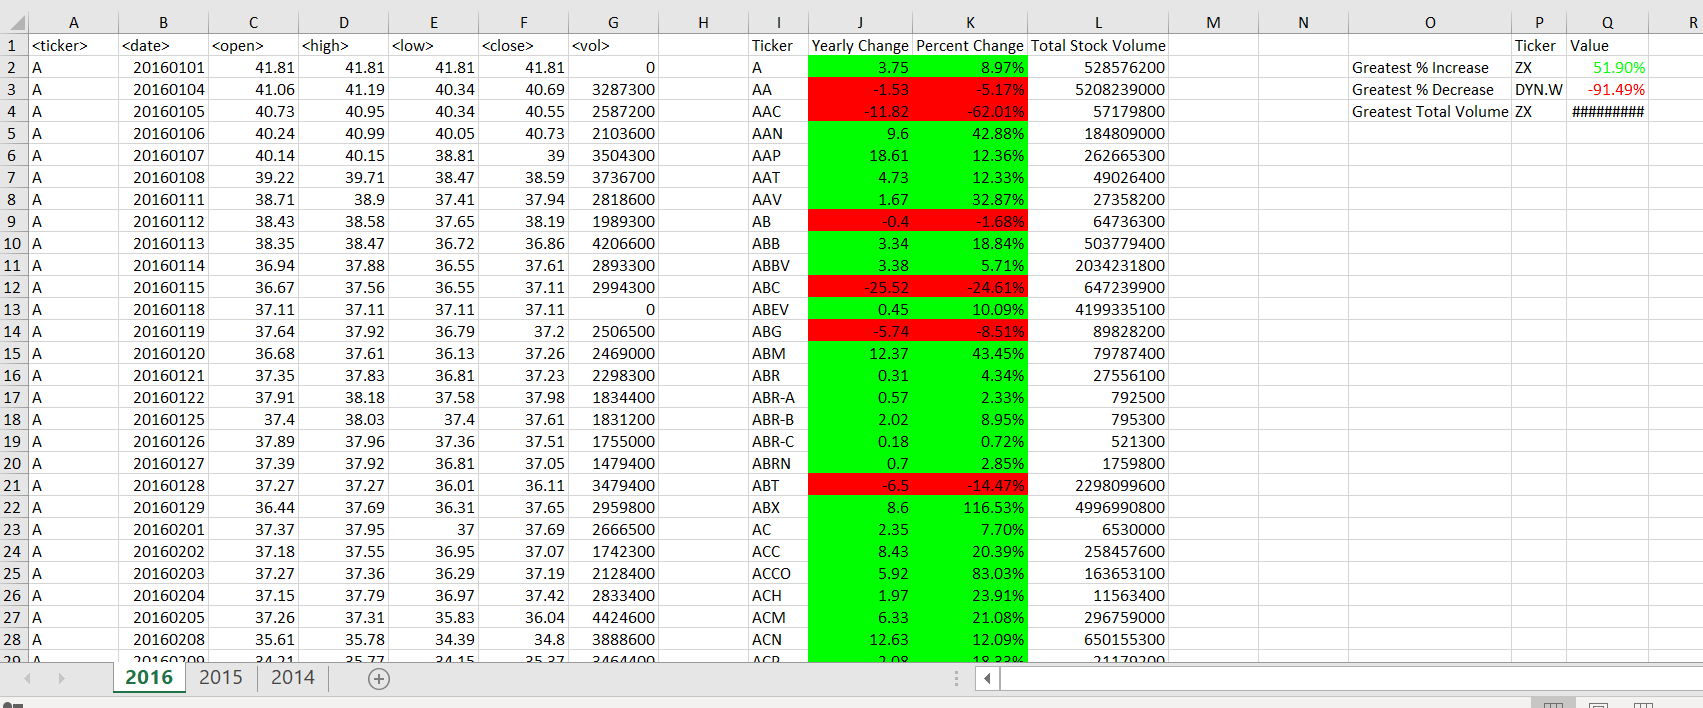 A B C D E F G H I J K L M N O P Q R
1 <ticker> <date> <open> <high> <low> <close> <vol> Ticker Yearly Change Percent Change Total Stock Volume Ticker Value
2 A 20160101 41.81 41.81 41.81 41.81 0 A 3.75 8.97% 528576200 Greatest % Increase ZX 51.90%
3 A 20160104 41.06 41.19 40.34 40.69 3287300 AA -1.53 -5.17% 5208239000 Greatest % Decrease DYN.W -91.49%
4 A 20160105 40.73 40.95 40.34 40.55 2587200 AAC -11.82 -62.01% 57179800 Greatest Total Volume ZX #########
5 A 20160106 40.24 40.99 40.05 40.73 2103600 AAN 9.6 42.88% 184809000
6 A 20160107 40.14 40.15 38.81 39 3504300 AAP 18.61 12.36% 262665300
7 A 20160108 39.22 39.71 38.47 38.59 3736700 AAT 4.73 12.33% 49026400
8 A 20160111 38.71 38.9 37.41 37.94 2818600 AAV 1.67 32.87% 27358200
9 A 20160112 38.43 38.58 37.65 38.19 1989300 AB -0.4 -1.68% 64736300
10 A 20160113 38.35 38.47 36.72 36.86 4206600 ABB 3.34 18.84% 503779400
11 A 20160114 36.94 37.88 36.55 37.61 2893300 ABBV 3.38 5.71% 2034231800
12 A 20160115 36.67 37.56 36.55 37.11 2994300 ABC -25.52 -24.61% 647239900
13 A 20160118 37.11 37.11 37.11 37.11 0 ABEV 0.45 10.09% 4199335100
14 A 20160119 37.64 37.92 36.79 37.2 2506500 ABG -5.74 -8.51% 89828200
15 A 20160120 36.68 37.61 36.13 37.26 2469000 ABM 12.37 43.45% 79787400
16 A 20160121 37.35 37.83 36.81 37.23 2298300 ABR 0.31 4.34% 27556100
17 A 20160122 37.91 38.18 37.58 37.98 1834400 ABR-A 0.57 2.33% 792500
18 A 20160125 37.4 38.03 37.4 37.61 1831200 ABR-B 2.02 8.95% 795300
19 A 20160126 37.89 37.96 37.36 37.51 1755000 ABR-C 0.18 0.72% 521300
20 A 20160127 37.39 37.92 36.81 37.05 1479400 ABRN 0.7 2.85% 1759800
21 A 20160128 37.27 37.27 36.01 36.11 3479400 ABT -6.5 -14.47% 2298099600
22 A 20160129 36.44 37.69 36.31 37.65 2959800 ABX 8.6 116.53% 4996990800
23 A 20160201 37.37 37.95 37 37.69 2666500 AC 2.35 7.70% 6530000
24 A 20160202 37.18 37.55 36.95 37.07 1742300 ACC 8.43 20.39% 258457600
25 A 20160203 37.27 37.36 36.29 37.19 2128400 ACCO 5.92 83.03% 163653100
26 A 20160204 37.15 37.79 36.97 37.42 2833400 ACH 1.97 23.91% 11563400
27 A 20160205 37.26 37.31 35.83 36.04 4424600 ACM 6.33 21.08% 296759000
28 A 20160208 35.61 35.78 34.39 34.8 3888600 ACN 12.63 12.09% 650155300
29 A 20160209 34.21 35.77 34.15 35.37 3464400 ACP 2.08 18.33% 21179200
2016 2015 2014